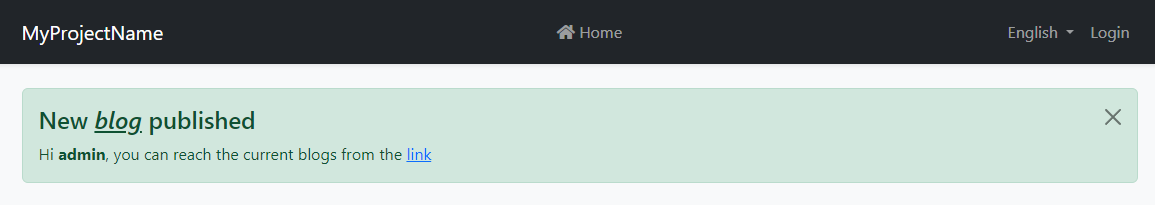 MyProjectName Home English Login
New blog published
Hi admin, you can reach the current blogs from the link